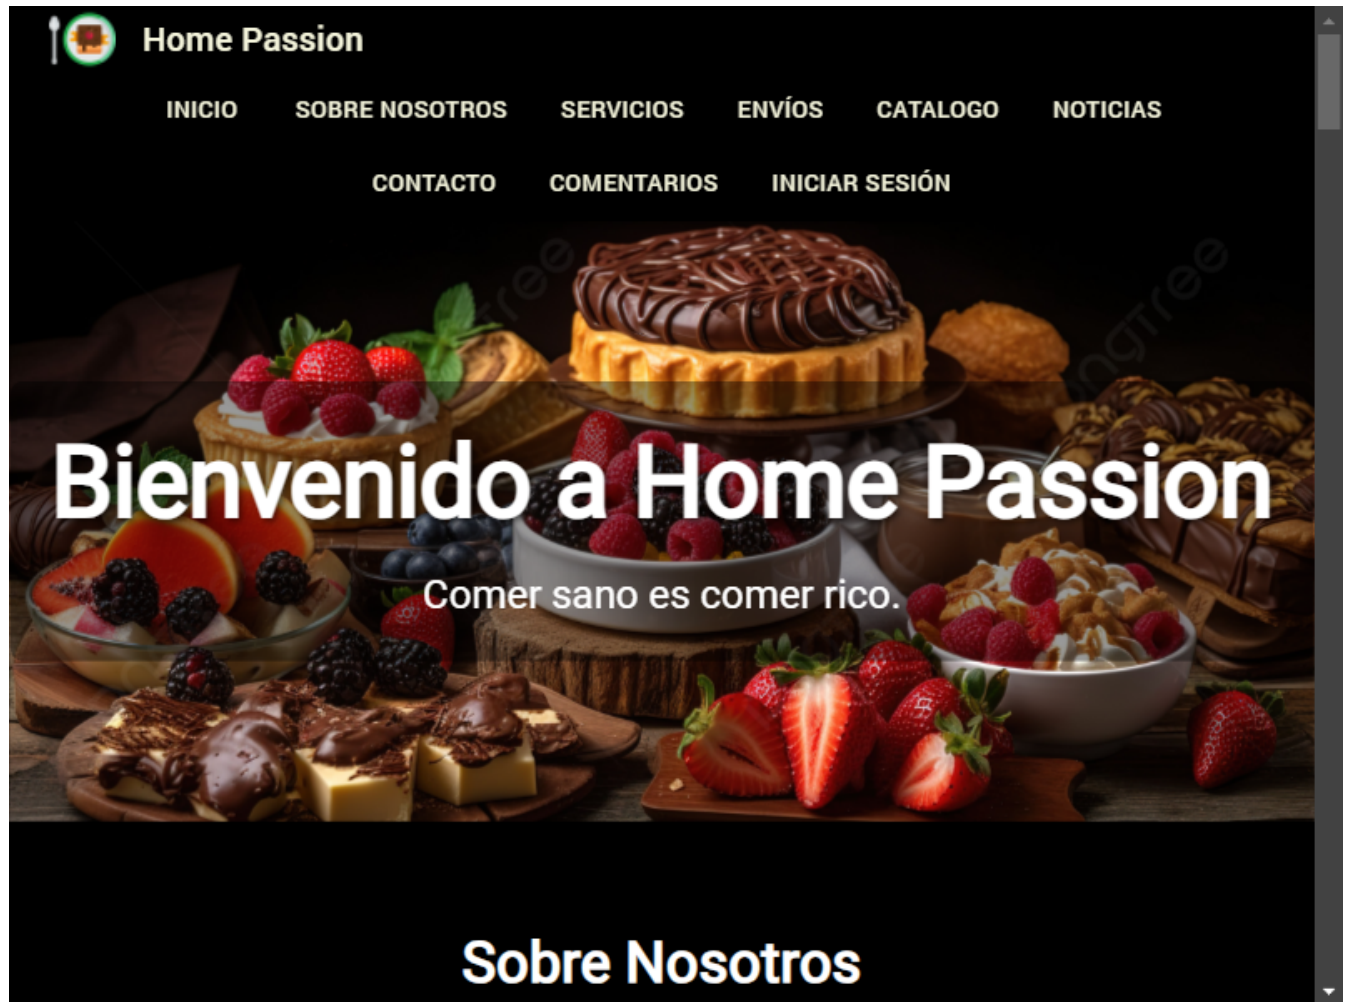 Home Passion
INICIO SOBRE NOSOTROS SERVICIOS ENVÍOS CATALOGO NOTICIAS
CONTACTO COMENTARIOS INICIAR SESIÓN
Bienvenido a Home Passion
Comer sano es comer rico.
Sobre Nosotros